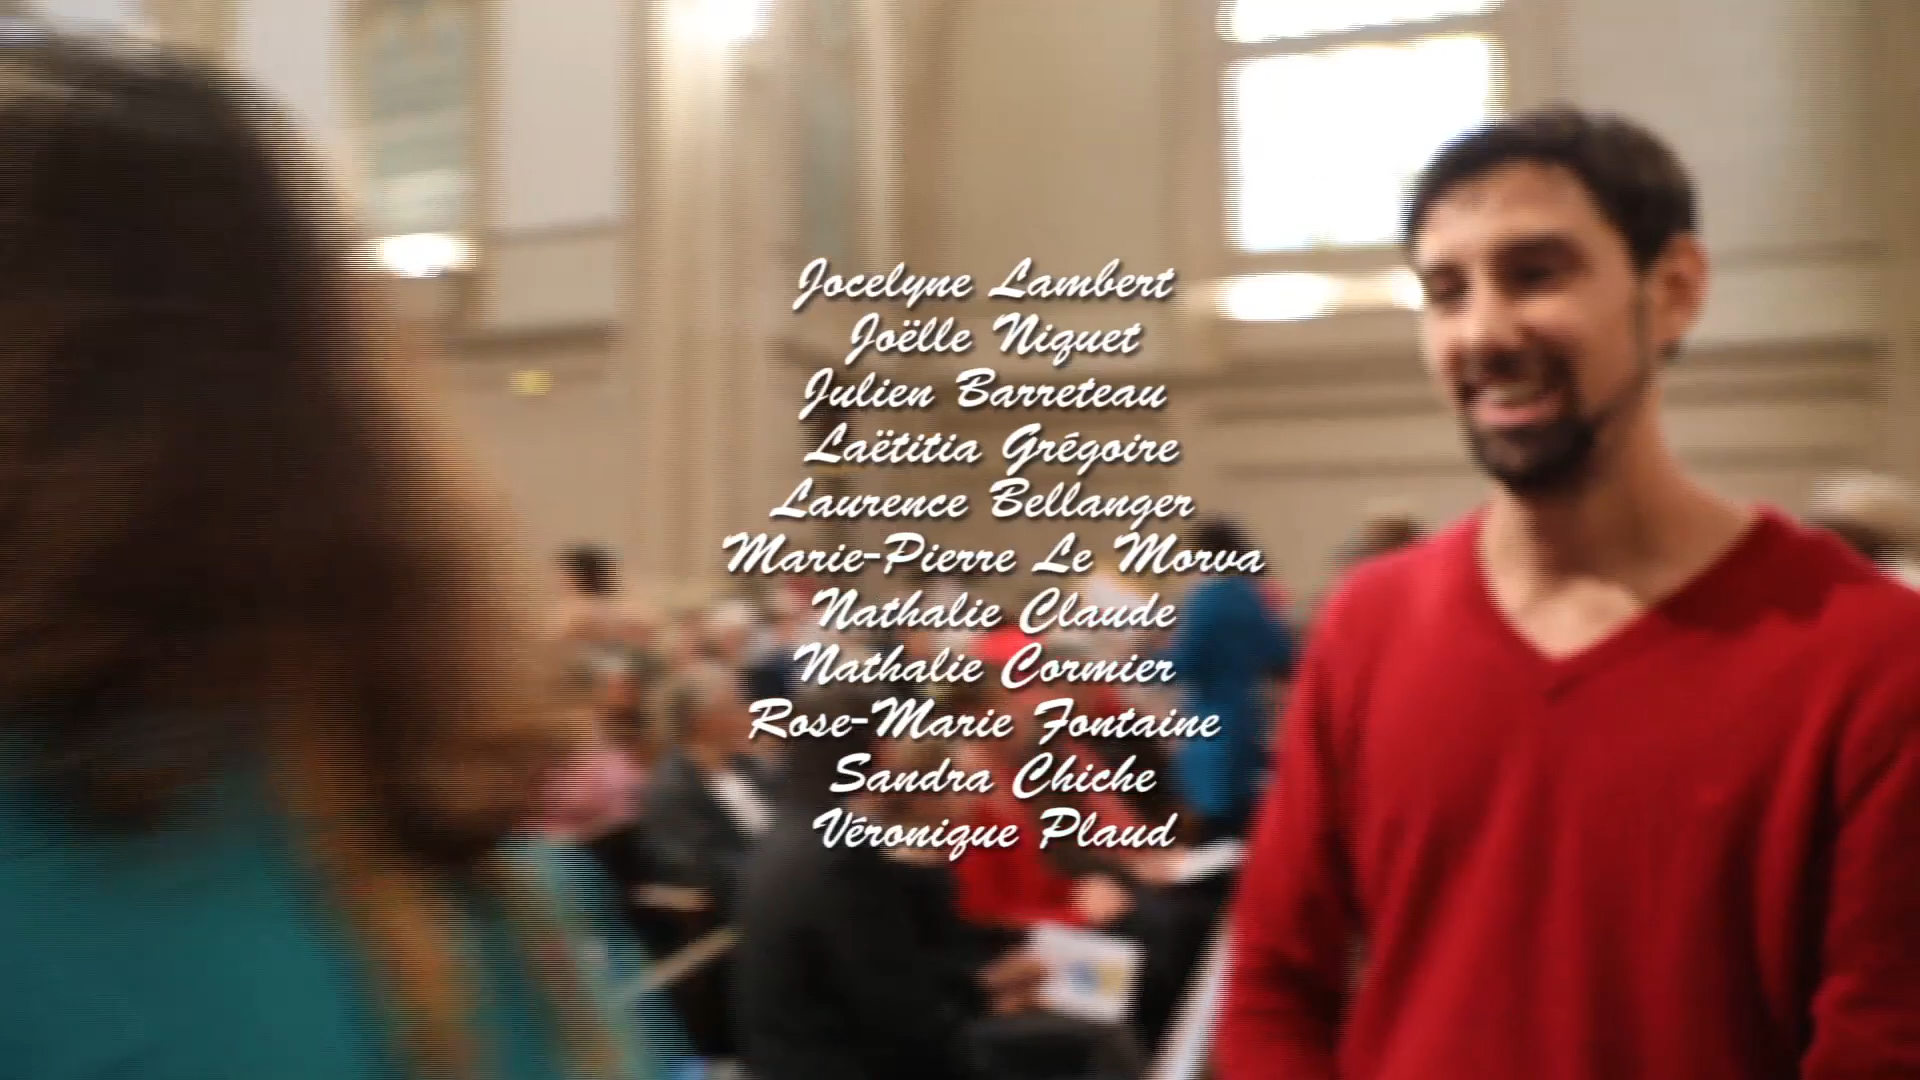 Jocelyne Lambert
Joëlle Niquet
Julien Barreteau
Laëtitia Grégoire
Laurence Bellanger
Marie-Pierre Le Morva
Nathalie Claude
Nathalie Cormier
Rose-Marie Fontaine
Sandra Chiche
Véronique Plaud